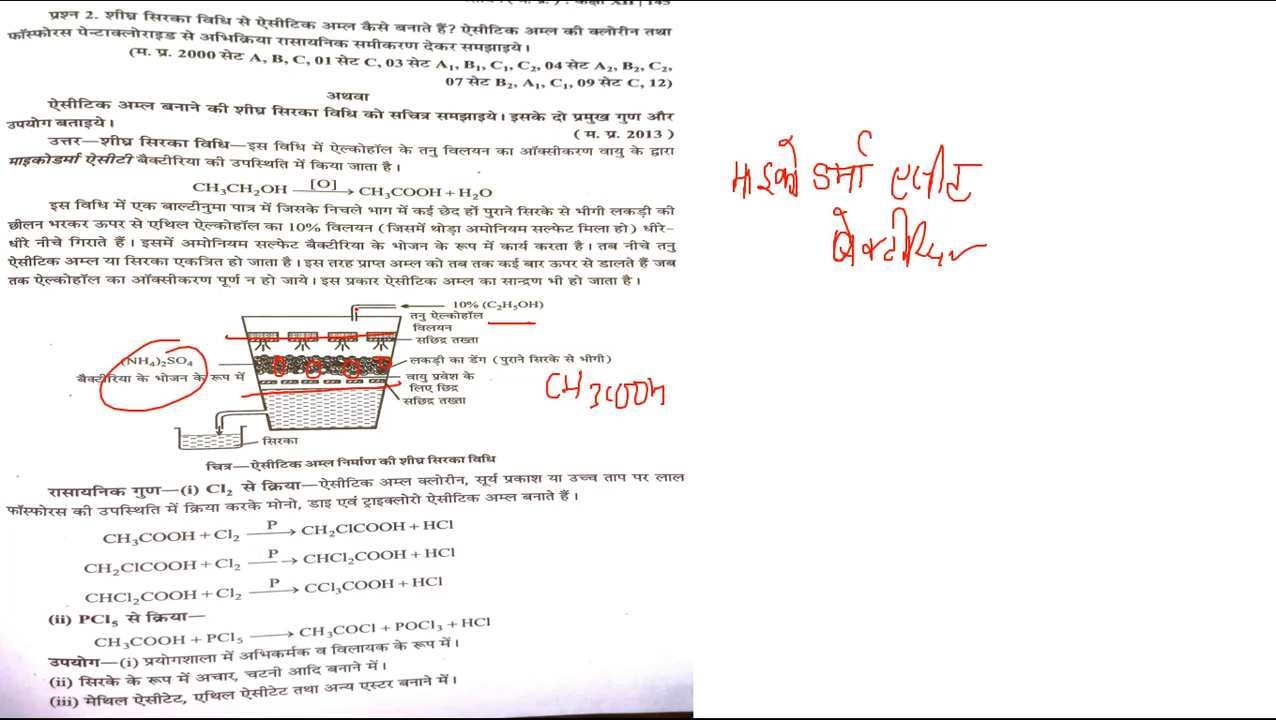 (म. प्र.) : कक्षा XII | 145
प्रश्न 2. शीघ्र सिरका विधि से ऐसीटिक अम्ल कैसे बनाते हैं? ऐसीटिक अम्ल की क्लोरीन तथा
फॉस्फोरस पेन्टाक्लोराइड से अभिक्रिया रासायनिक समीकरण देकर समझाइये।
(म. प्र. 2000 सेट A, B, C, 01 सेट C, 03 सेट A₁, B₁, C₁, C₂, 04 सेट A₂, B₂, C₂,
07 सेट B₂, A₁, C₁, 09 सेट C, 12)
अथवा
ऐसीटिक अम्ल बनाने की शीघ्र सिरका विधि को सचित्र समझाइये। इसके दो प्रमुख गुण और
उपयोग बताइये।
(म. प्र. 2013)
उत्तर—शीघ्र सिरका विधि—इस विधि में ऐल्कोहॉल के तनु विलयन का ऑक्सीकरण वायु के द्वारा
माइकोडर्मा ऐसीटी बैक्टीरिया की उपस्थिति में किया जाता है।
CH₃CH₂OH —[O]→ CH₃COOH + H₂O
इस विधि में एक बाल्टीनुमा पात्र में जिसके निचले भाग में कई छेद हों पुराने सिरके से भीगी लकड़ी की
छीलन भरकर ऊपर से एथिल ऐल्कोहॉल का 10% विलयन (जिसमें थोड़ा अमोनियम सल्फेट मिला हो) धीरे-
धीरे नीचे गिराते हैं। इसमें अमोनियम सल्फेट बैक्टीरिया के भोजन के रूप में कार्य करता है। तब नीचे तनु
ऐसीटिक अम्ल या सिरका एकत्रित हो जाता है। इस तरह प्राप्त अम्ल को तब तक कई बार ऊपर से डालते हैं जब
तक ऐल्कोहॉल का ऑक्सीकरण पूर्ण न हो जाये। इस प्रकार ऐसीटिक अम्ल का सान्द्रण भी हो जाता है।
10% (C₂H₅OH)
तनु ऐल्कोहॉल
विलयन
सछिद्र तख्ता
(NH₄)₂SO₄
बैक्टीरिया के भोजन के रूप में
लकड़ी का डेंग (पुराने सिरके से भीगी)
वायु प्रवेश के
लिए छिद्र
सछिद्र तख्ता
सिरका
चित्र—ऐसीटिक अम्ल निर्माण की शीघ्र सिरका विधि
रासायनिक गुण—(i) Cl₂ से क्रिया—ऐसीटिक अम्ल क्लोरीन, सूर्य प्रकाश या उच्च ताप पर लाल
फॉस्फोरस की उपस्थिति में क्रिया करके मोनो, डाइ एवं ट्राइक्लोरो ऐसीटिक अम्ल बनाते हैं।
CH₃COOH + Cl₂ —P→ CH₂ClCOOH + HCl
CH₂ClCOOH + Cl₂ —P→ CHCl₂COOH + HCl
CHCl₂COOH + Cl₂ —P→ CCl₃COOH + HCl
(ii) PCl₅ से क्रिया—
CH₃COOH + PCl₅ ⟶ CH₃COCl + POCl₃ + HCl
उपयोग—(i) प्रयोगशाला में अभिकर्मक व विलायक के रूप में।
(ii) सिरके के रूप में अचार, चटनी आदि बनाने में।
(iii) मेथिल ऐसीटेट, एथिल ऐसीटेट तथा अन्य एस्टर बनाने में।
माइको डर्मा
CH3COOH